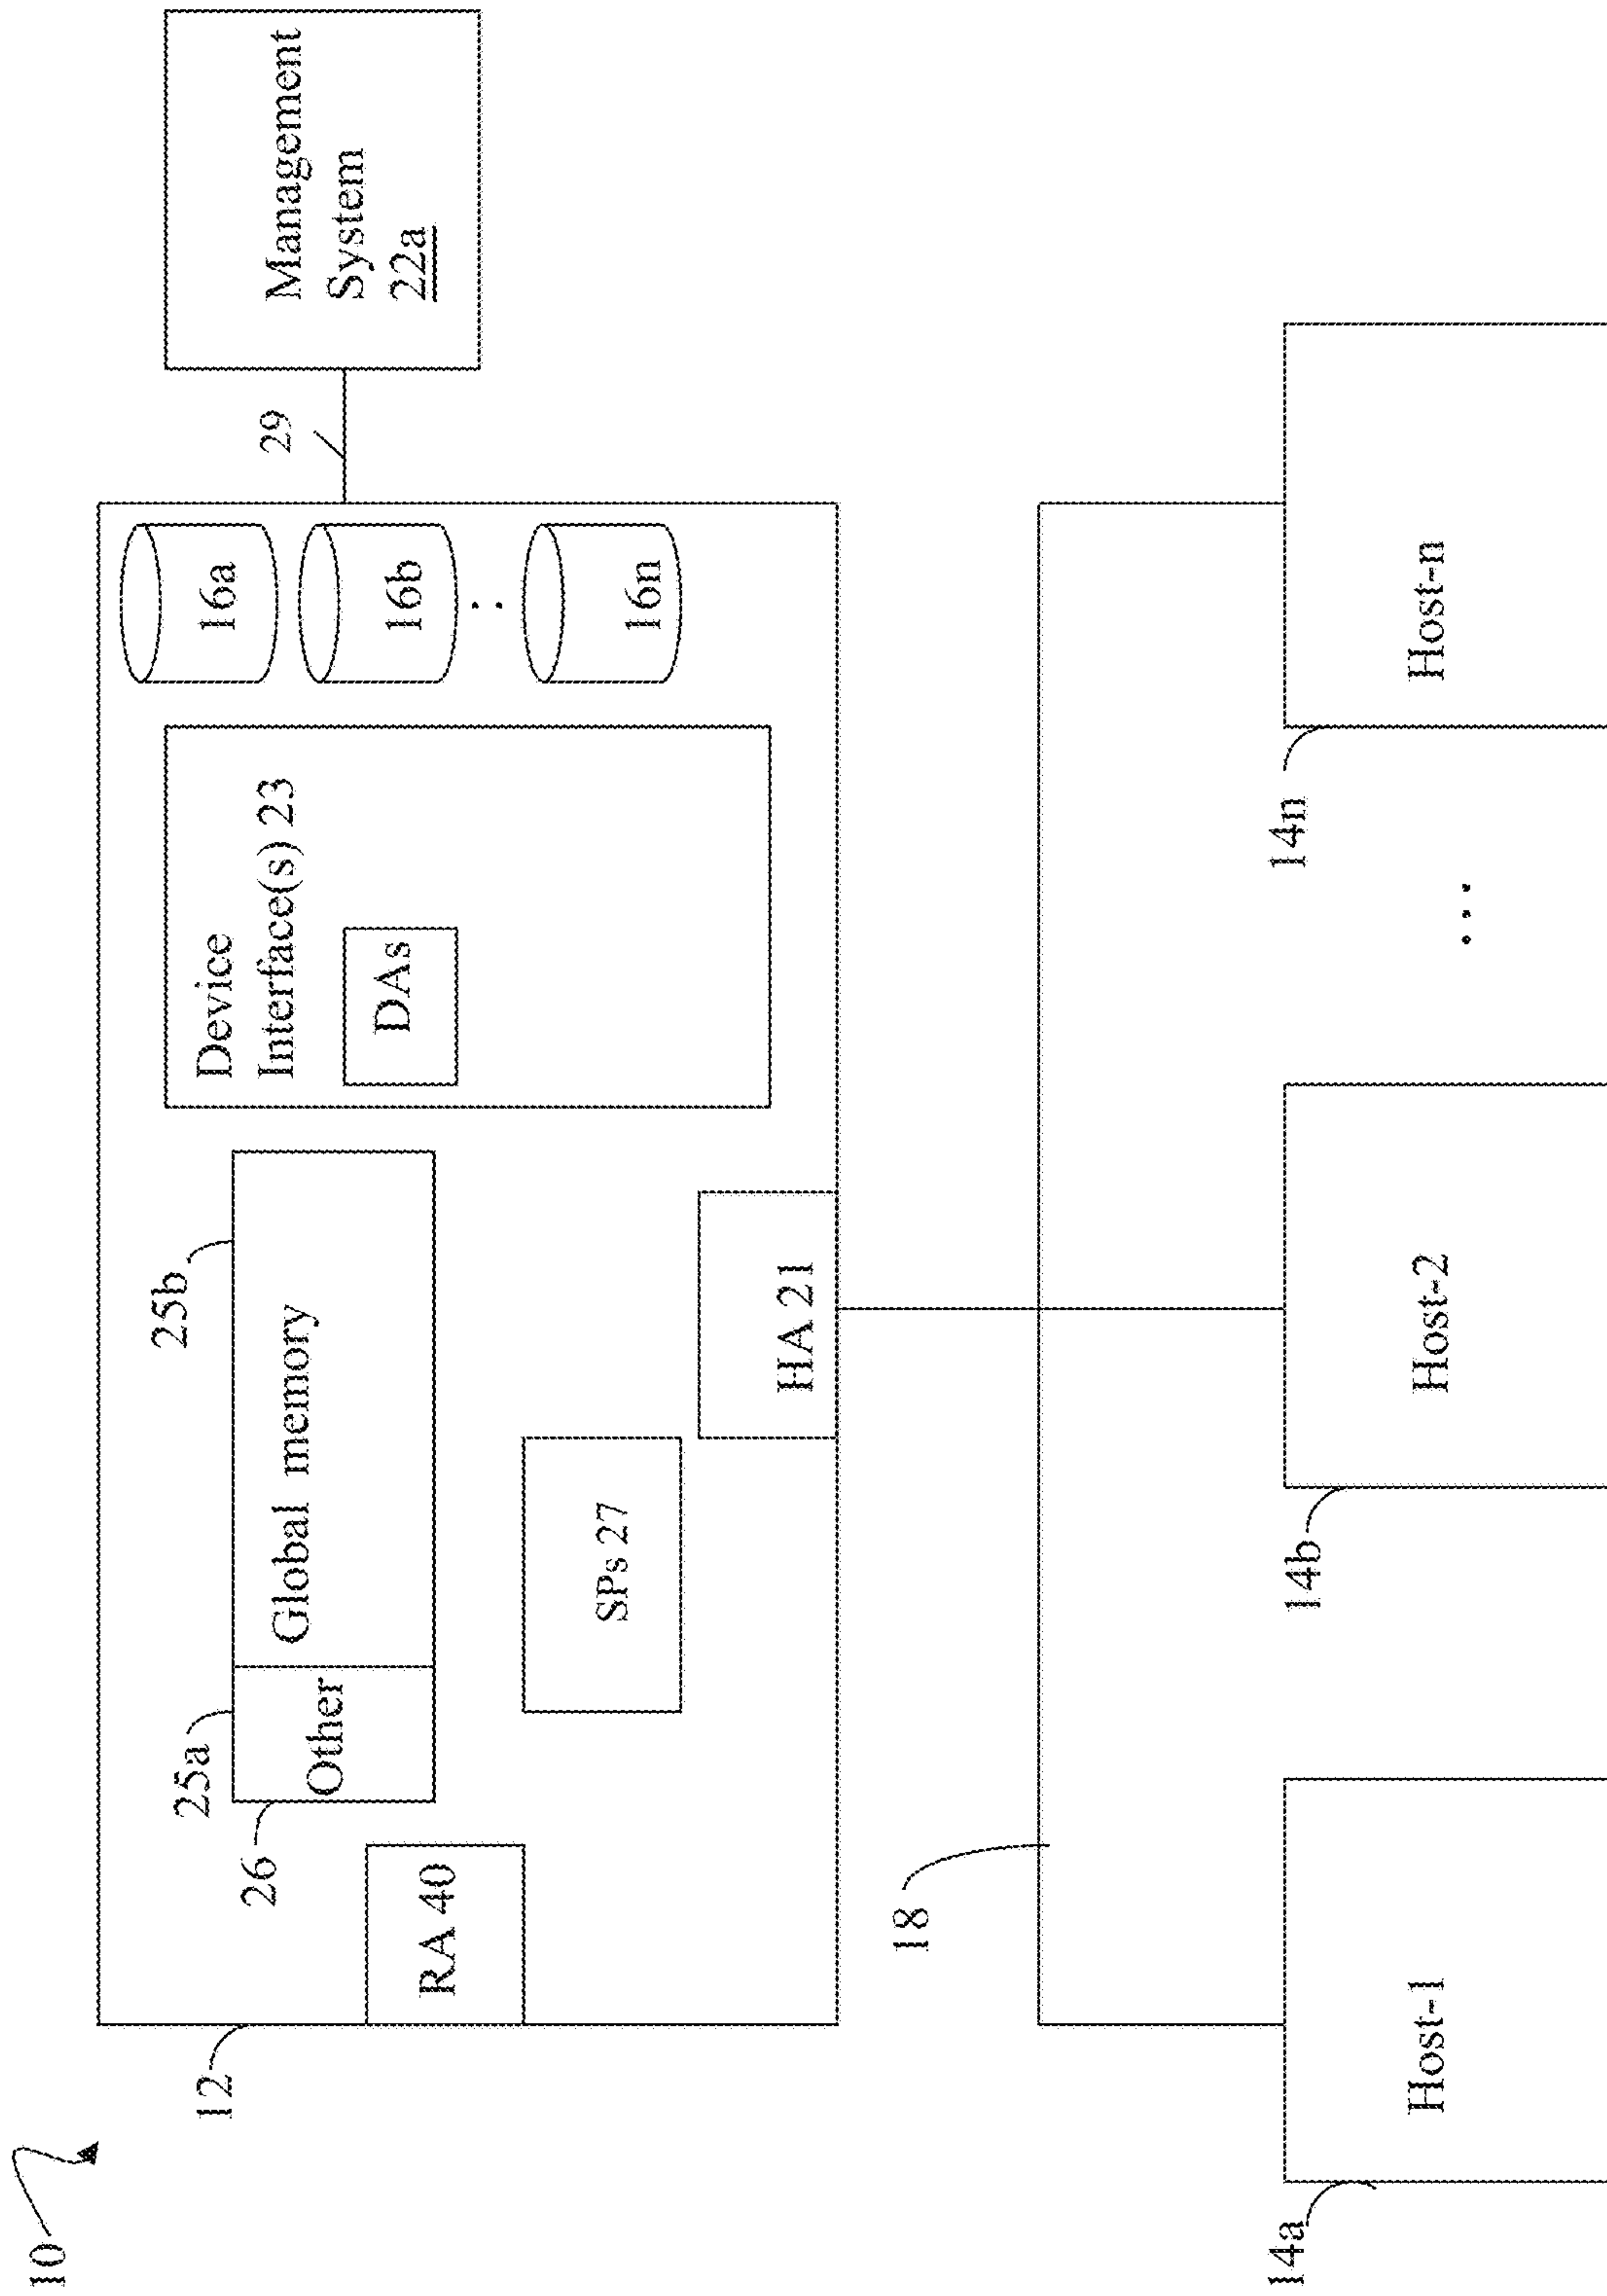 10
12
RA 40
26
25a
Other
25b
Global memory
SPs 27
HA 21
Device
Interface(s) 23
DAs
16a
16b
:
16n
29
Management
System
22a
18
14a
Host-1
14b
Host-2
...
14n
Host-n